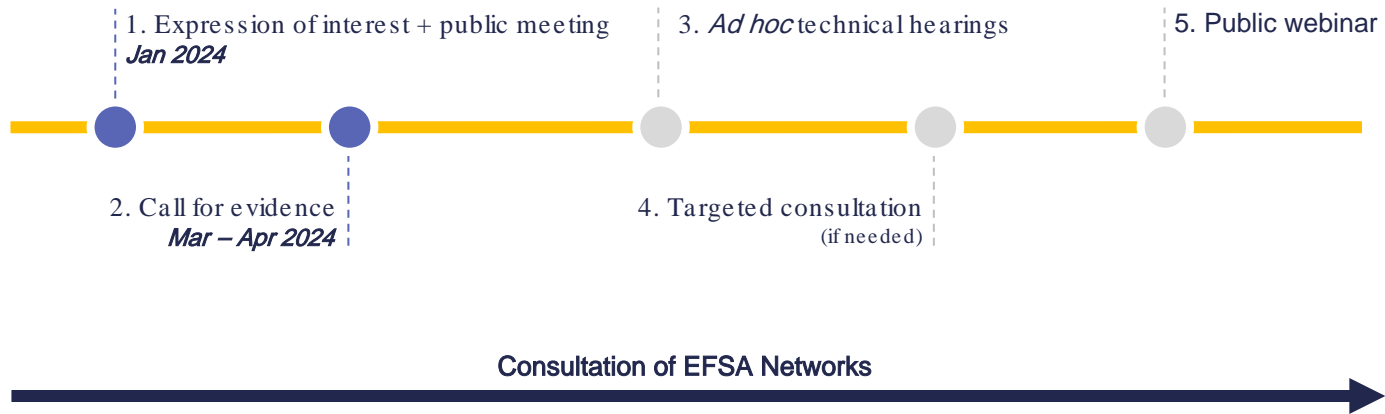 1. Expression of interest + public meeting
Jan 2024
3. Ad hoc technical hearings
5. Public webinar
2. Call for evidence
Mar – Apr 2024
4. Targeted consultation
(if needed)
Consultation of EFSA Networks